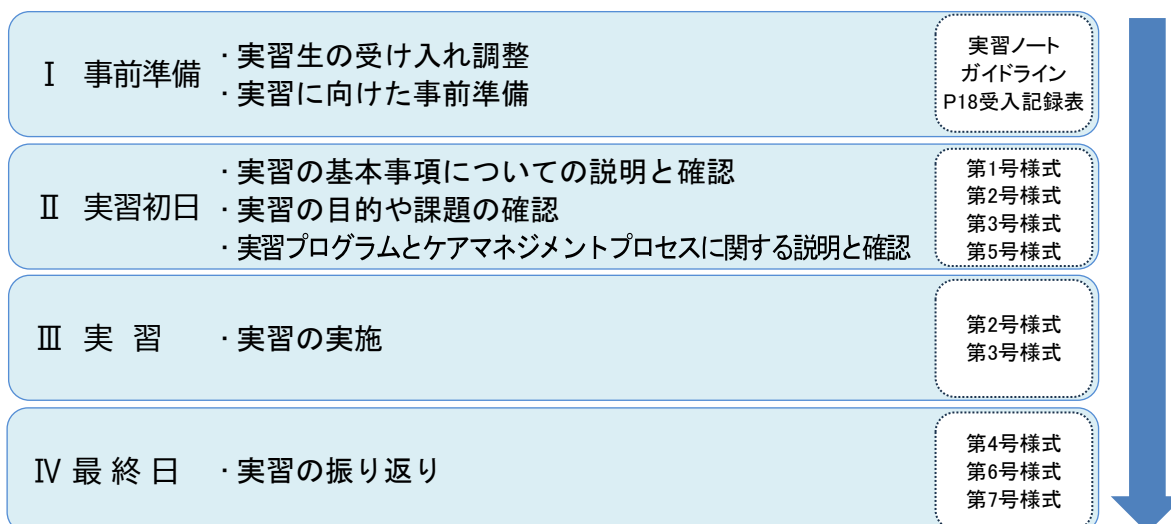 Ⅰ 事前準備
・実習生の受け入れ調整
・実習に向けた事前準備
実習ノート
ガイドライン
P18受入記録表
Ⅱ 実習初日
・実習の基本事項についての説明と確認
・実習の目的や課題の確認
・実習プログラムとケアマネジメントプロセスに関する説明と確認
第1号様式
第2号様式
第3号様式
第5号様式
Ⅲ 実 習
・実習の実施
第2号様式
第3号様式
Ⅳ 最 終 日
・実習の振り返り
第4号様式
第6号様式
第7号様式